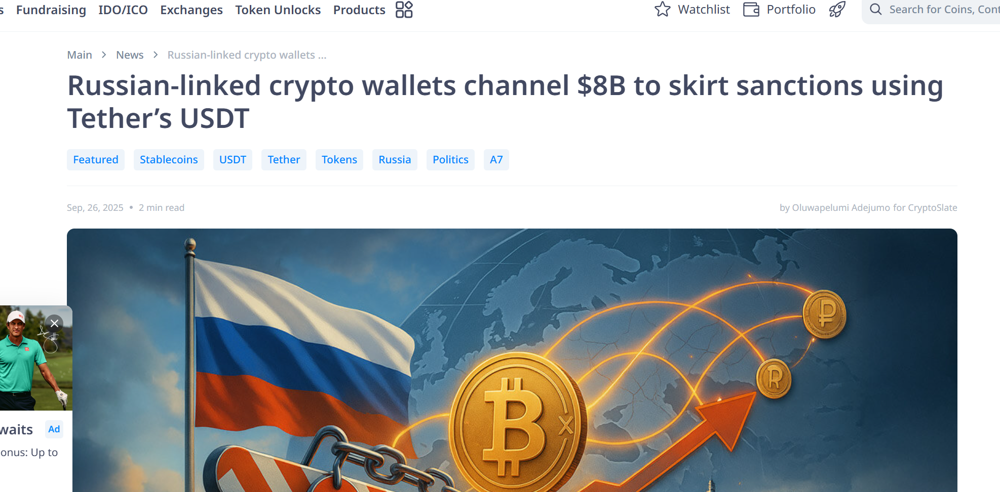 s Fundraising IDO/ICO Exchanges Token Unlocks Products Watchlist Portfolio Search for Coins, Cont
Main > News > Russian-linked crypto wallets ...
Russian-linked crypto wallets channel $8B to skirt sanctions using
Tether’s USDT
Featured Stablecoins USDT Tether Tokens Russia Politics A7
Sep, 26, 2025 • 2 min read by Oluwapelumi Adejumo for CryptoSlate
waits Ad
onus: Up to